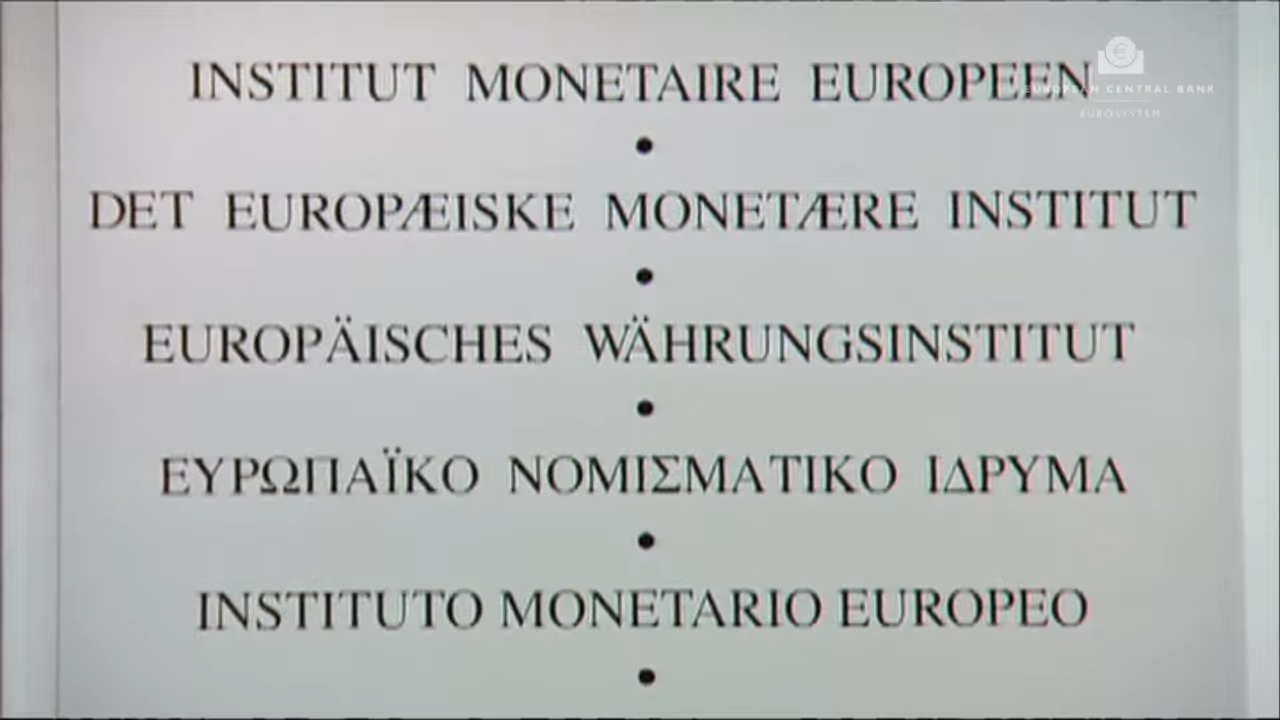 INSTITUT MONETAIRE EUROPEEN
EUROPEAN CENTRAL BANK
EUROSYSTEM
•
DET EUROPÆISKE MONETÆRE INSTITUT
•
EUROPÄISCHES WÄHRUNGSINSTITUT
•
ΕΥΡΩΠΑΪΚΟ ΝΟΜΙΣΜΑΤΙΚΟ ΙΔΡΥΜΑ
•
INSTITUTO MONETARIO EUROPEO
•